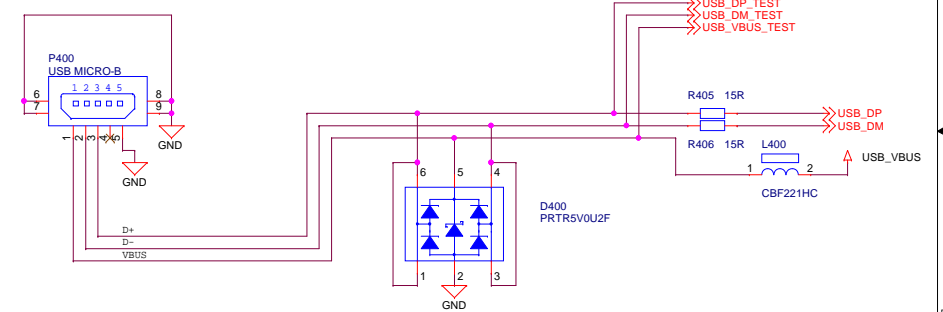 USB_DP_TEST
USB_DM_TEST
USB_VBUS_TEST
P400
USB MICRO-B
1 2 3 4 5
6
7
8
9
1 2 3 4 5
GND
GND
R405 15R
USB_DP
USB_DM
R406 15R
L400
USB_VBUS
1 2
CBF221HC
6 5 4
D400
PRTR5V0U2F
D+
D-
VBUS
1 2 3
GND